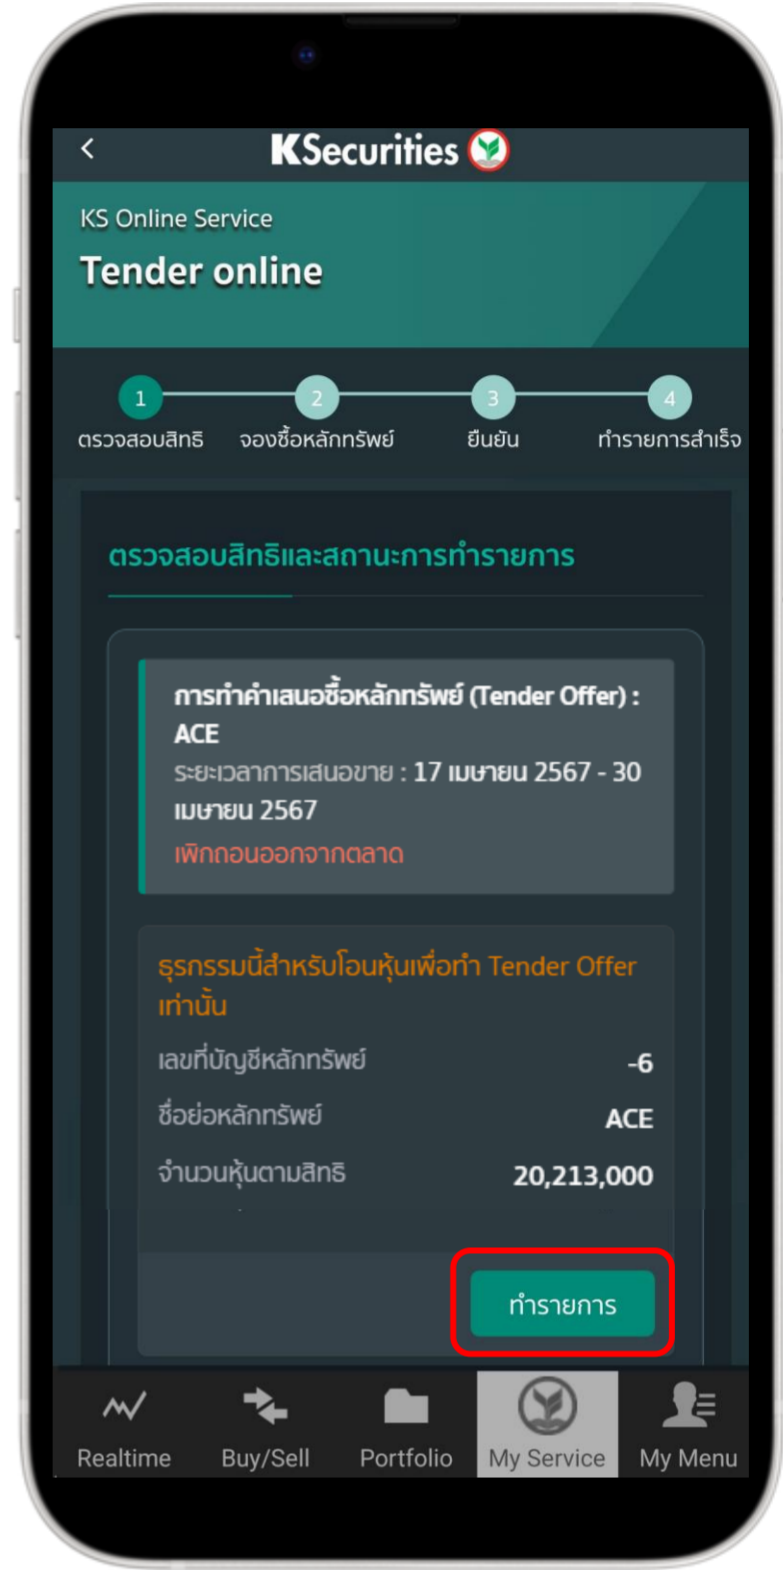 KSecurities
KS Online Service
Tender online
1
2
3
4
ตรวจสอบสิทธิ
จองซื้อหลักทรัพย์
ยืนยัน
ทำรายการสำเร็จ
ตรวจสอบสิทธิและสถานะการทำรายการ
การทำคำเสนอซื้อหลักทรัพย์ (Tender Offer) :
ACE
ระยะเวลาการเสนอขาย : 17 เมษายน 2567 - 30
เมษายน 2567
เพิกถอนออกจากตลาด
ธุรกรรมนี้สำหรับโอนหุ้นเพื่อทำ Tender Offer
เท่านั้น
เลขที่บัญชีหลักทรัพย์ -6
ชื่อย่อหลักทรัพย์ ACE
จำนวนหุ้นตามสิทธิ 20,213,000
ทำรายการ
Realtime
Buy/Sell
Portfolio
My Service
My Menu